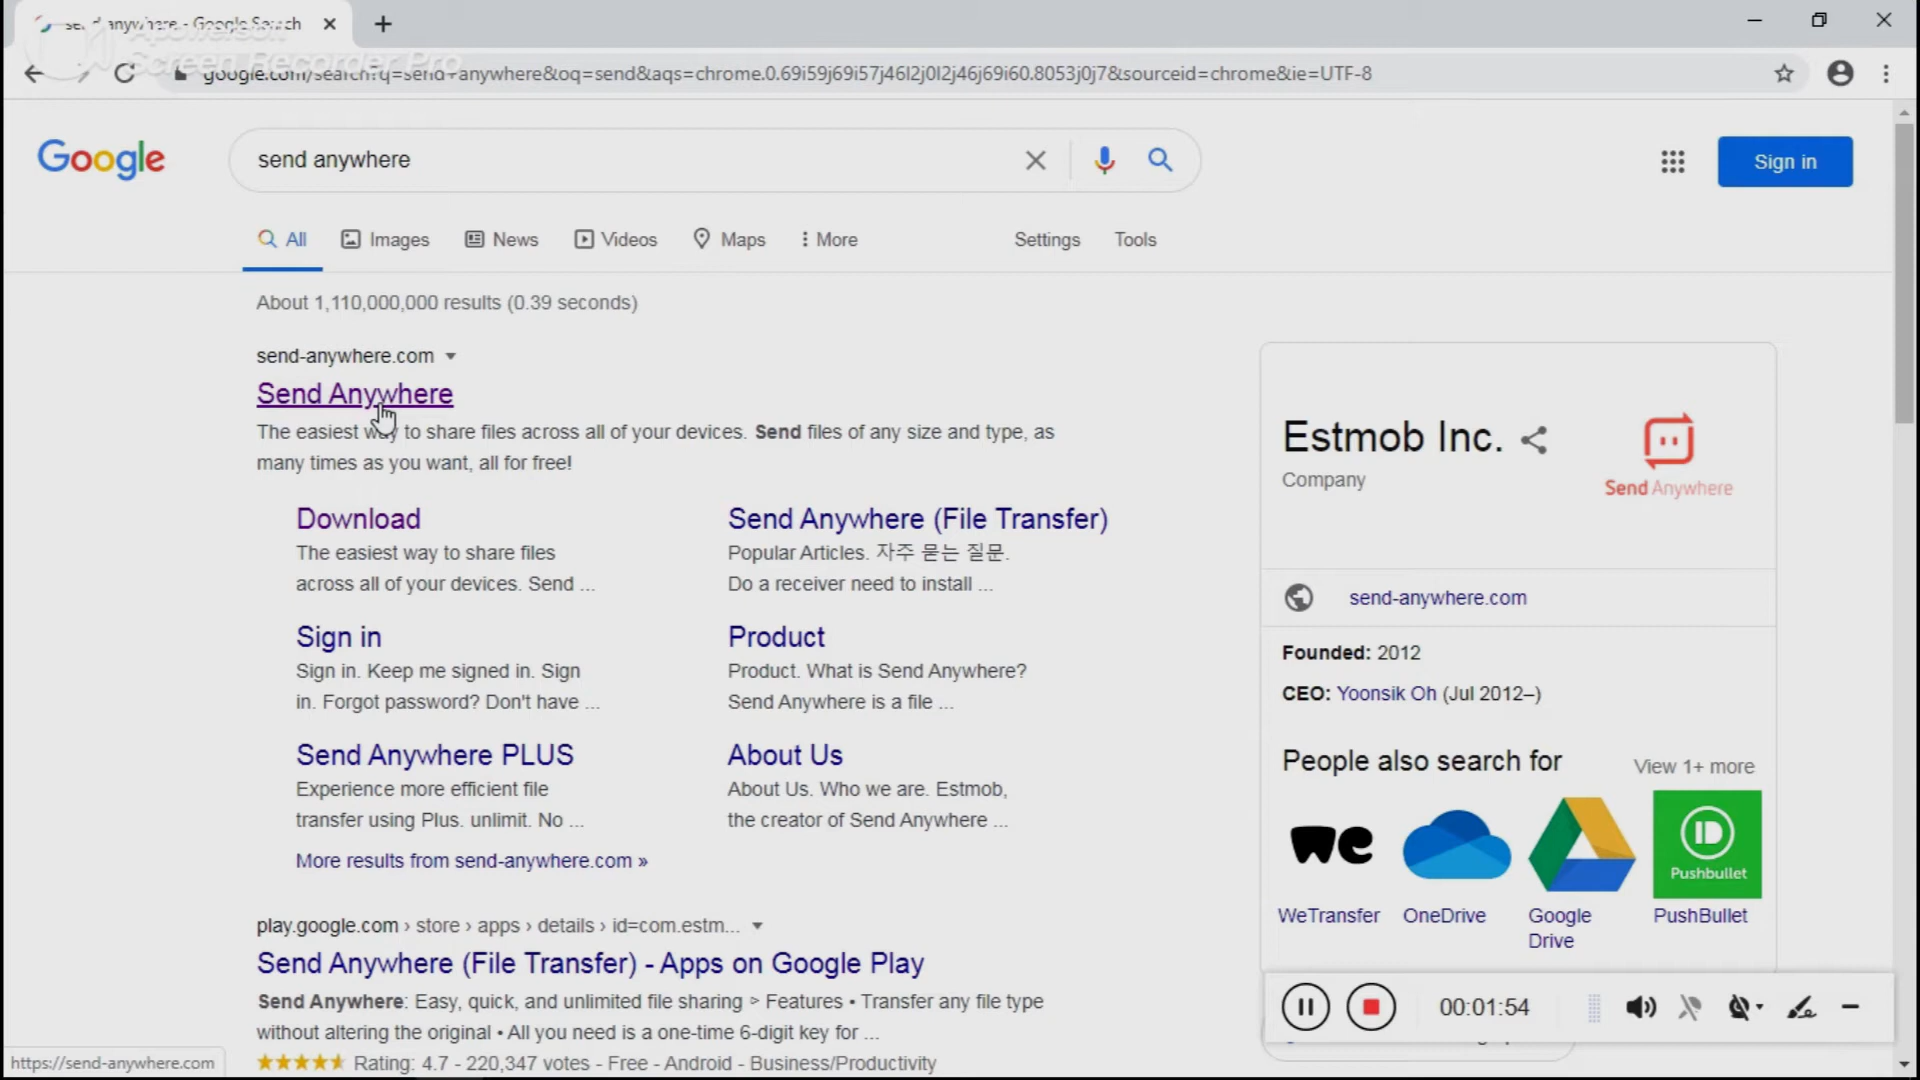 send anywhere - Google Search
Apowersoft
Screen Recorder Pro
google.com/search?q=send+anywhere&oq=send&aqs=chrome.0.69i59j69i57j46l2j0l2j46j69i60.8053j0j7&sourceid=chrome&ie=UTF-8
Google
send anywhere
Sign in
All Images News Videos Maps More Settings Tools
About 1,110,000,000 results (0.39 seconds)
send-anywhere.com
Send Anywhere
The easiest way to share files across all of your devices. Send files of any size and type, as
many times as you want, all for free!
Download
The easiest way to share files
across all of your devices. Send ...
Send Anywhere (File Transfer)
Popular Articles. 자주 묻는 질문.
Do a receiver need to install ...
Sign in
Sign in. Keep me signed in. Sign
in. Forgot password? Don't have ...
Product
Product. What is Send Anywhere?
Send Anywhere is a file ...
Send Anywhere PLUS
Experience more efficient file
transfer using Plus. unlimit. No ...
About Us
About Us. Who we are. Estmob,
the creator of Send Anywhere ...
More results from send-anywhere.com »
play.google.com › store › apps › details › id=com.estm...
Send Anywhere (File Transfer) - Apps on Google Play
Send Anywhere: Easy, quick, and unlimited file sharing > Features • Transfer any file type
without altering the original • All you need is a one-time 6-digit key for ...
Rating: 4.7 - 220,347 votes - Free - Android - Business/Productivity
https://send-anywhere.com
Estmob Inc.
Company
Send Anywhere
send-anywhere.com
Founded: 2012
CEO: Yoonsik Oh (Jul 2012–)
People also search for
View 1+ more
we
Pushbullet
WeTransfer
OneDrive
Google
Drive
PushBullet
00:01:54